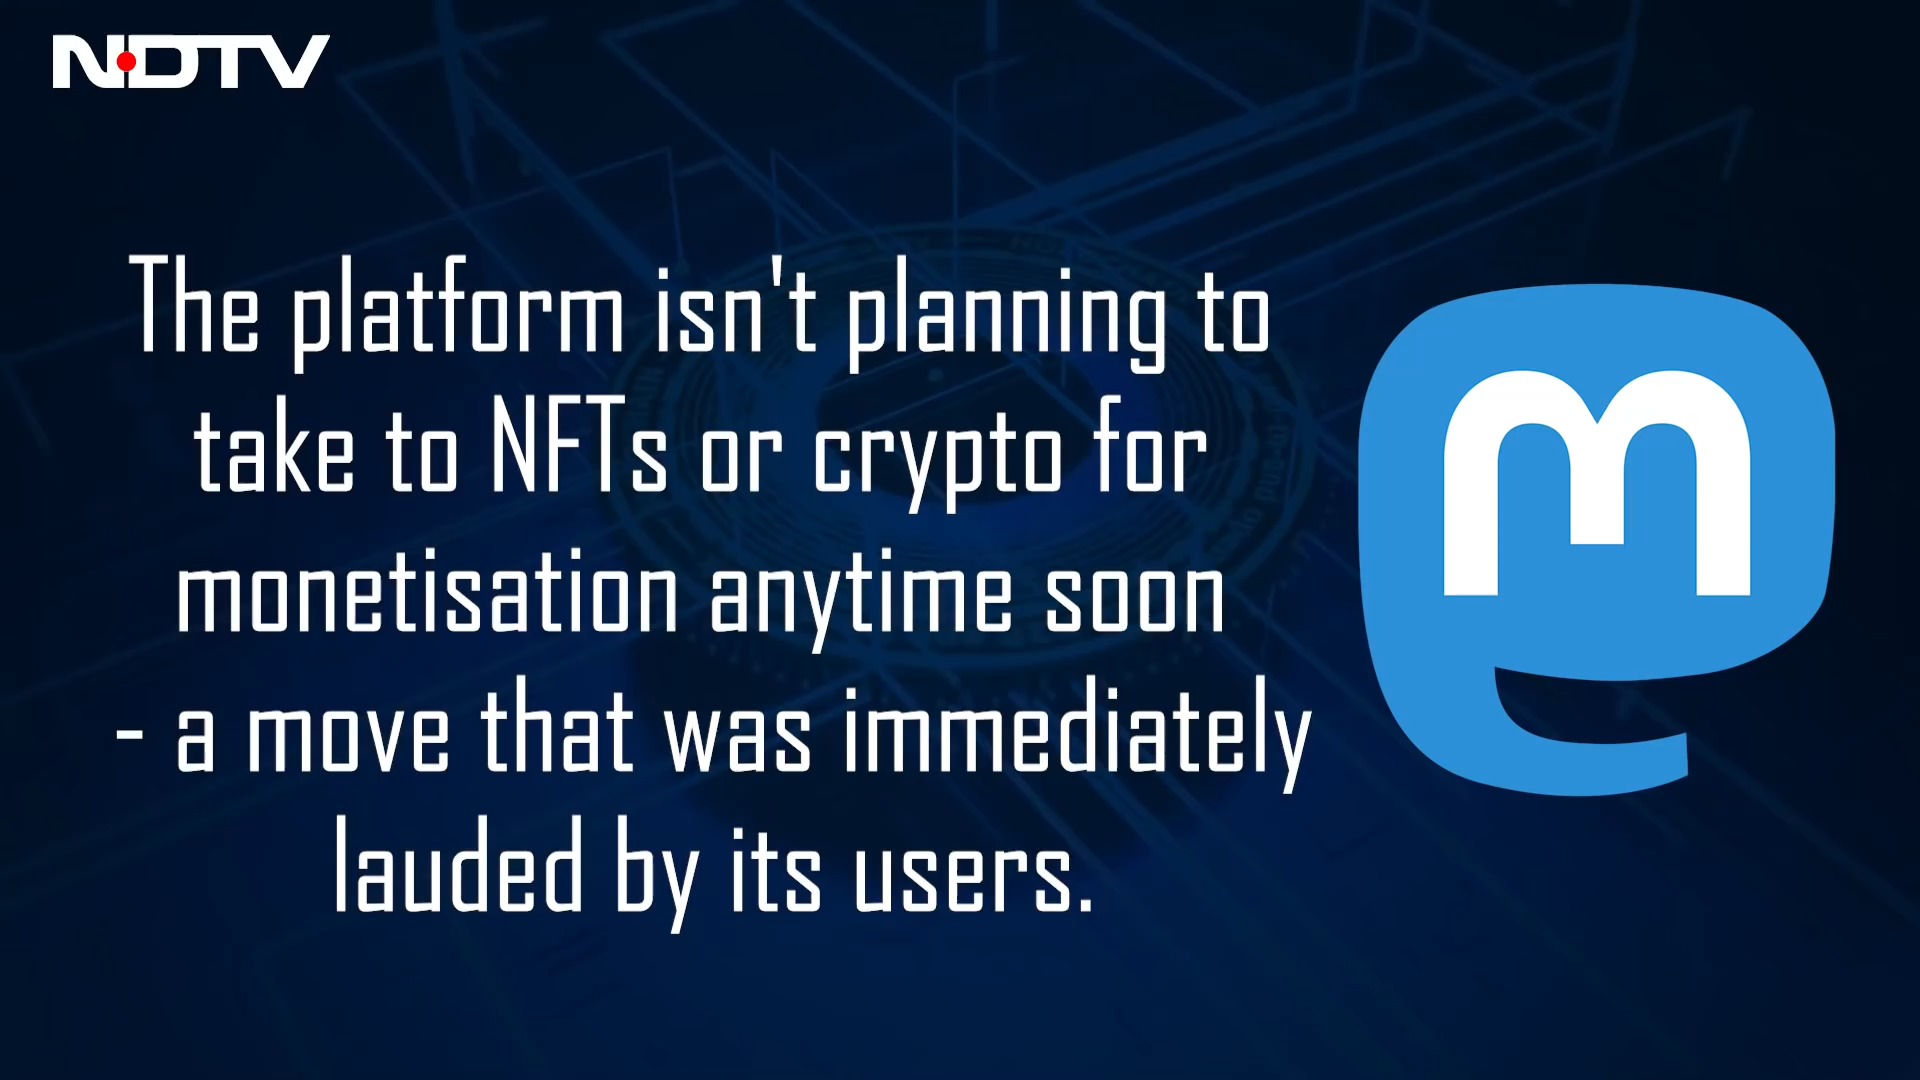 NDTV
The platform isn't planning to
take to NFTs or crypto for
monetisation anytime soon
- a move that was immediately
lauded by its users.
m